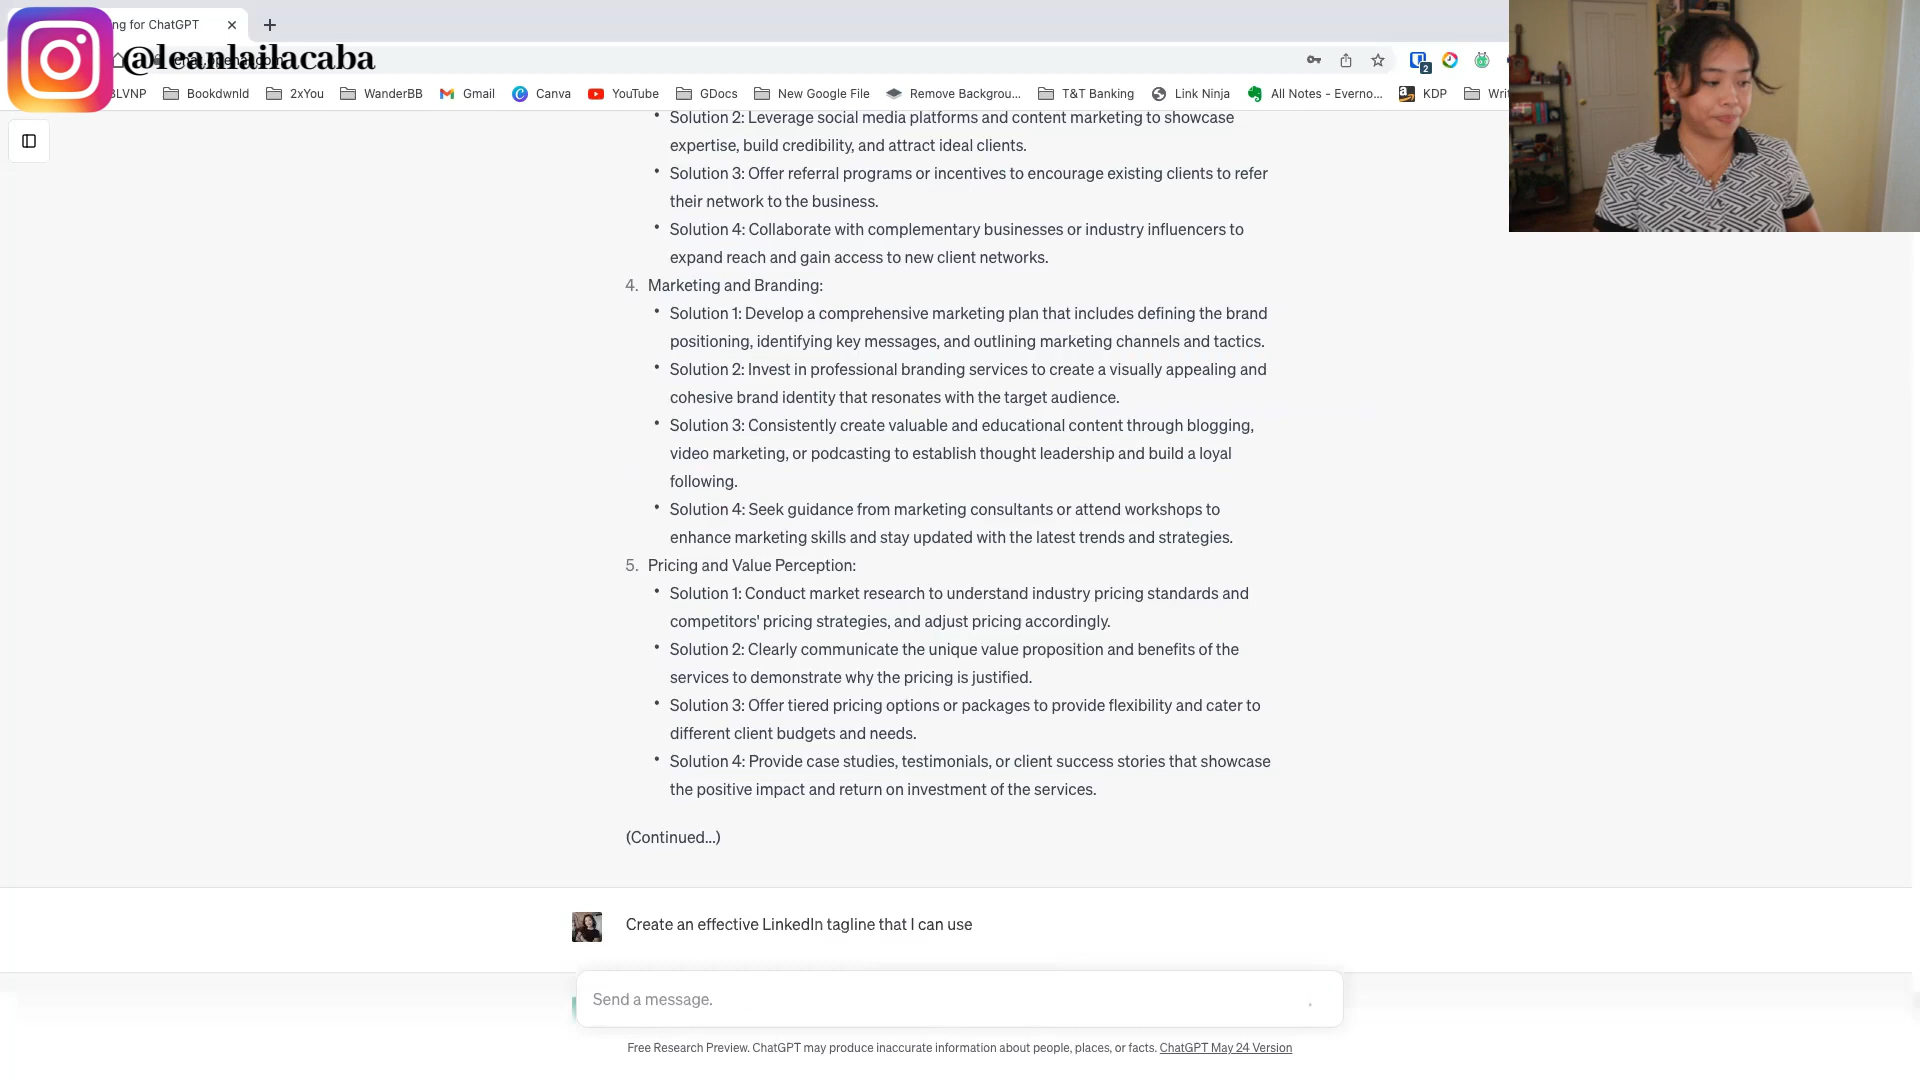 ng for ChatGPT
@leanlailacaba
BLVNP
Bookdwnld
2xYou
WanderBB
Gmail
Canva
YouTube
GDocs
New Google File
Remove Backgrou...
T&T Banking
Link Ninja
All Notes - Everno...
KDP
Writ
2
• Solution 2: Leverage social media platforms and content marketing to showcase
expertise, build credibility, and attract ideal clients.
• Solution 3: Offer referral programs or incentives to encourage existing clients to refer
their network to the business.
• Solution 4: Collaborate with complementary businesses or industry influencers to
expand reach and gain access to new client networks.
4. Marketing and Branding:
• Solution 1: Develop a comprehensive marketing plan that includes defining the brand
positioning, identifying key messages, and outlining marketing channels and tactics.
• Solution 2: Invest in professional branding services to create a visually appealing and
cohesive brand identity that resonates with the target audience.
• Solution 3: Consistently create valuable and educational content through blogging,
video marketing, or podcasting to establish thought leadership and build a loyal
following.
• Solution 4: Seek guidance from marketing consultants or attend workshops to
enhance marketing skills and stay updated with the latest trends and strategies.
5. Pricing and Value Perception:
• Solution 1: Conduct market research to understand industry pricing standards and
competitors' pricing strategies, and adjust pricing accordingly.
• Solution 2: Clearly communicate the unique value proposition and benefits of the
services to demonstrate why the pricing is justified.
• Solution 3: Offer tiered pricing options or packages to provide flexibility and cater to
different client budgets and needs.
• Solution 4: Provide case studies, testimonials, or client success stories that showcase
the positive impact and return on investment of the services.
(Continued...)
Create an effective LinkedIn tagline that I can use
Send a message.
Free Research Preview. ChatGPT may produce inaccurate information about people, places, or facts. ChatGPT May 24 Version